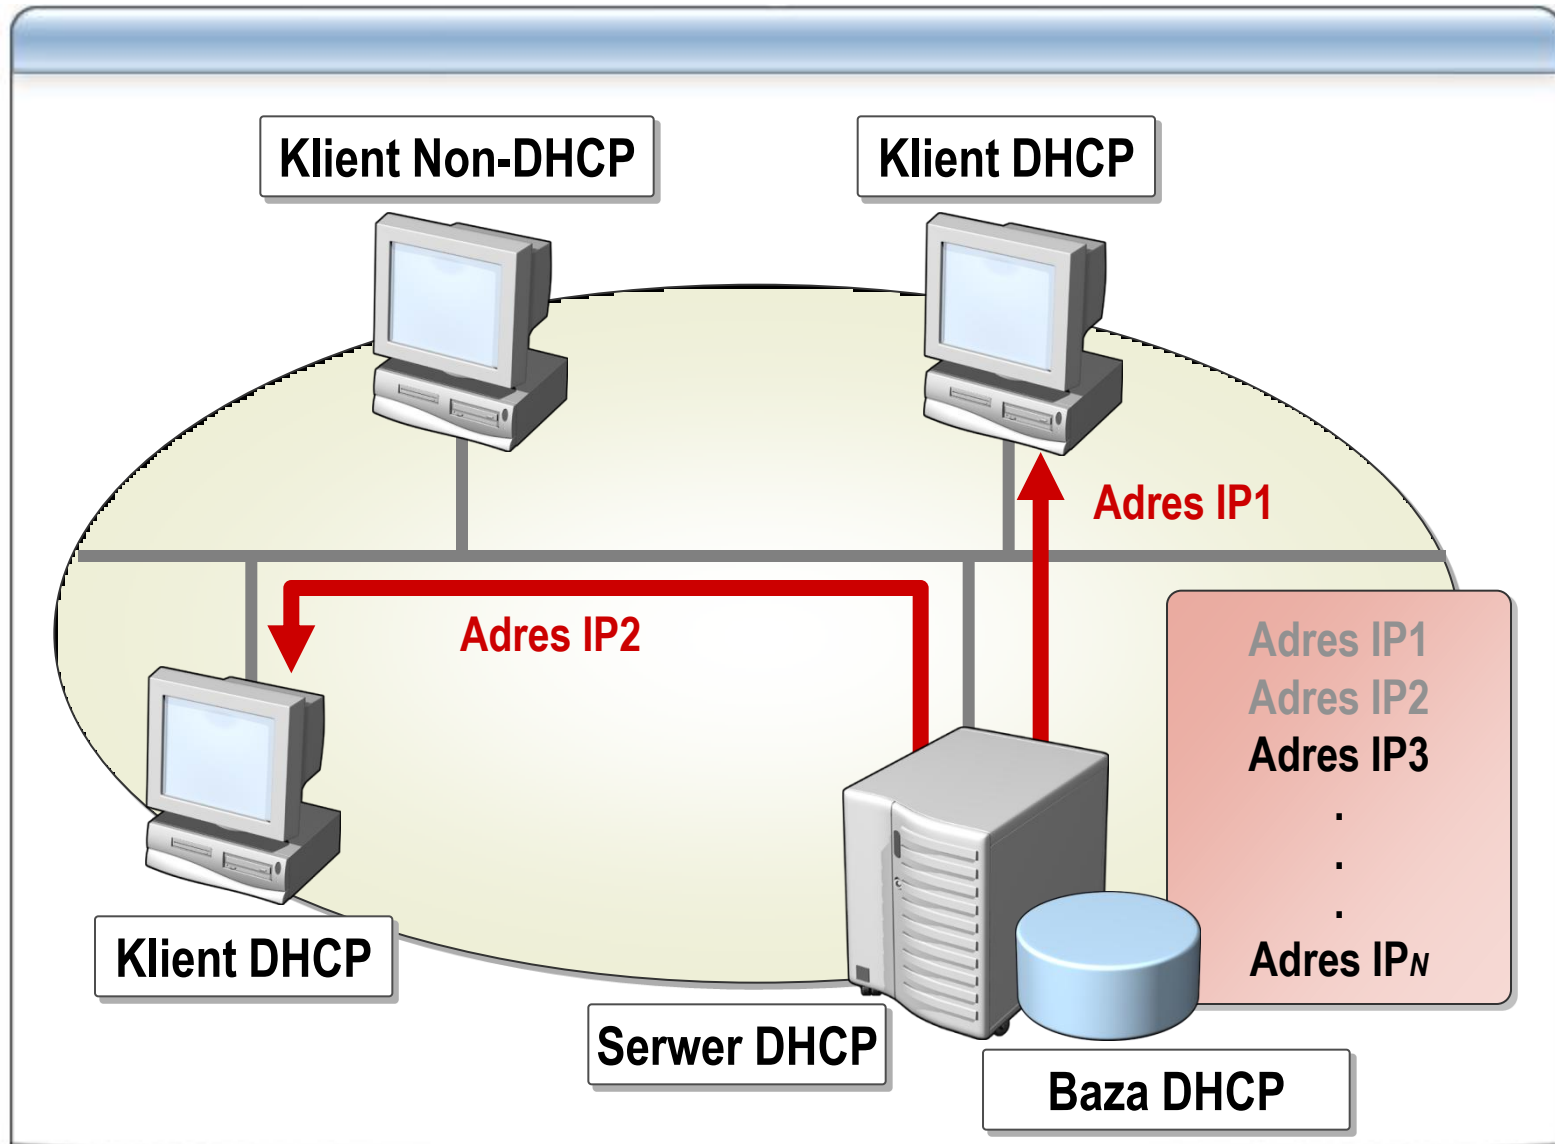 Klient Non-DHCP
Klient DHCP
Adres IP1
Adres IP2
Adres IP1
Adres IP2
Adres IP3
.
.
.
Adres IPN
Klient DHCP
Serwer DHCP
Baza DHCP